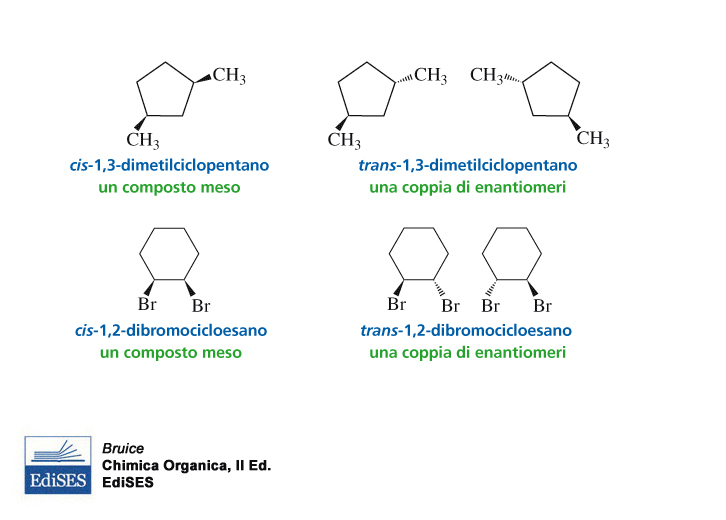 CH3
CH3
cis-1,3-dimetilciclopentano
un composto meso
CH3
CH3
CH3
CH3
trans-1,3-dimetilciclopentano
una coppia di enantiomeri
Br
Br
cis-1,2-dibromocicloesano
un composto meso
Br
Br
Br
Br
trans-1,2-dibromocicloesano
una coppia di enantiomeri
EdiSES
Bruice
Chimica Organica, II Ed.
EdiSES